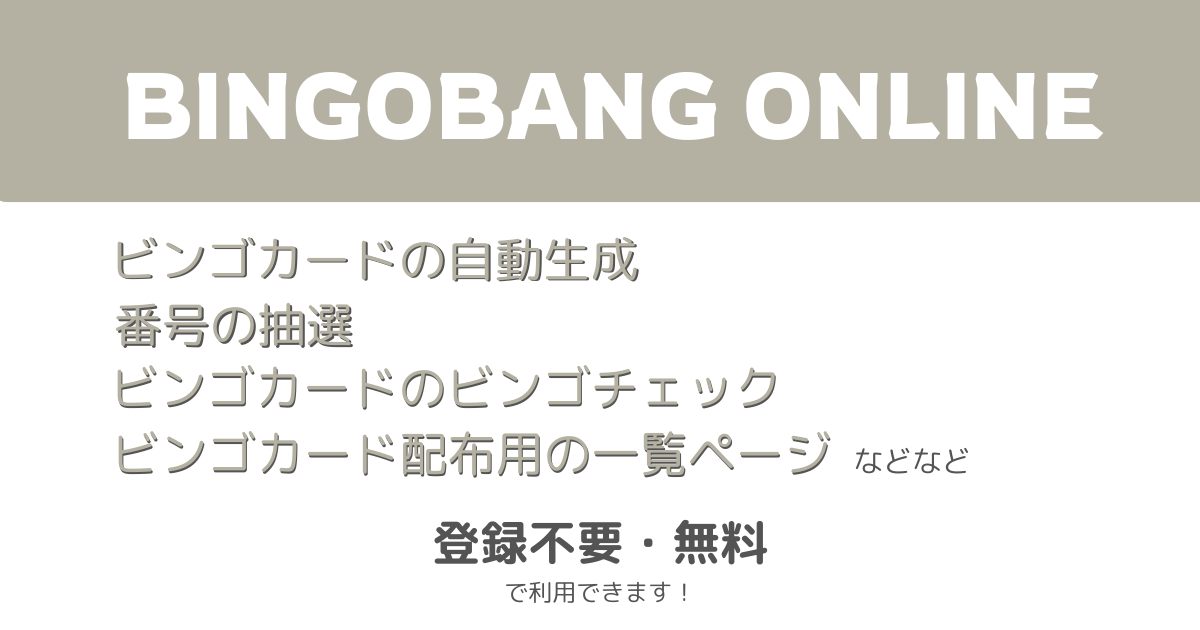 BINGOBANG ONLINE
ビンゴカードの自動生成
番号の抽選
ビンゴカードのビンゴチェック
ビンゴカード配布用の一覧ページ などなど
登録不要・無料
で利用できます！